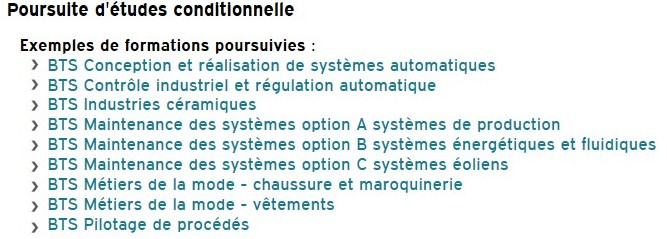 Poursuite d'études conditionnelle
Exemples de formations poursuivies :
BTS Conception et réalisation de systèmes automatiques
BTS Contrôle industriel et régulation automatique
BTS Industries céramiques
BTS Maintenance des systèmes option A systèmes de production
BTS Maintenance des systèmes option B systèmes énergétiques et fluidiques
BTS Maintenance des systèmes option C systèmes éoliens
BTS Métiers de la mode - chaussure et maroquinerie
BTS Métiers de la mode - vêtements
BTS Pilotage de procédés